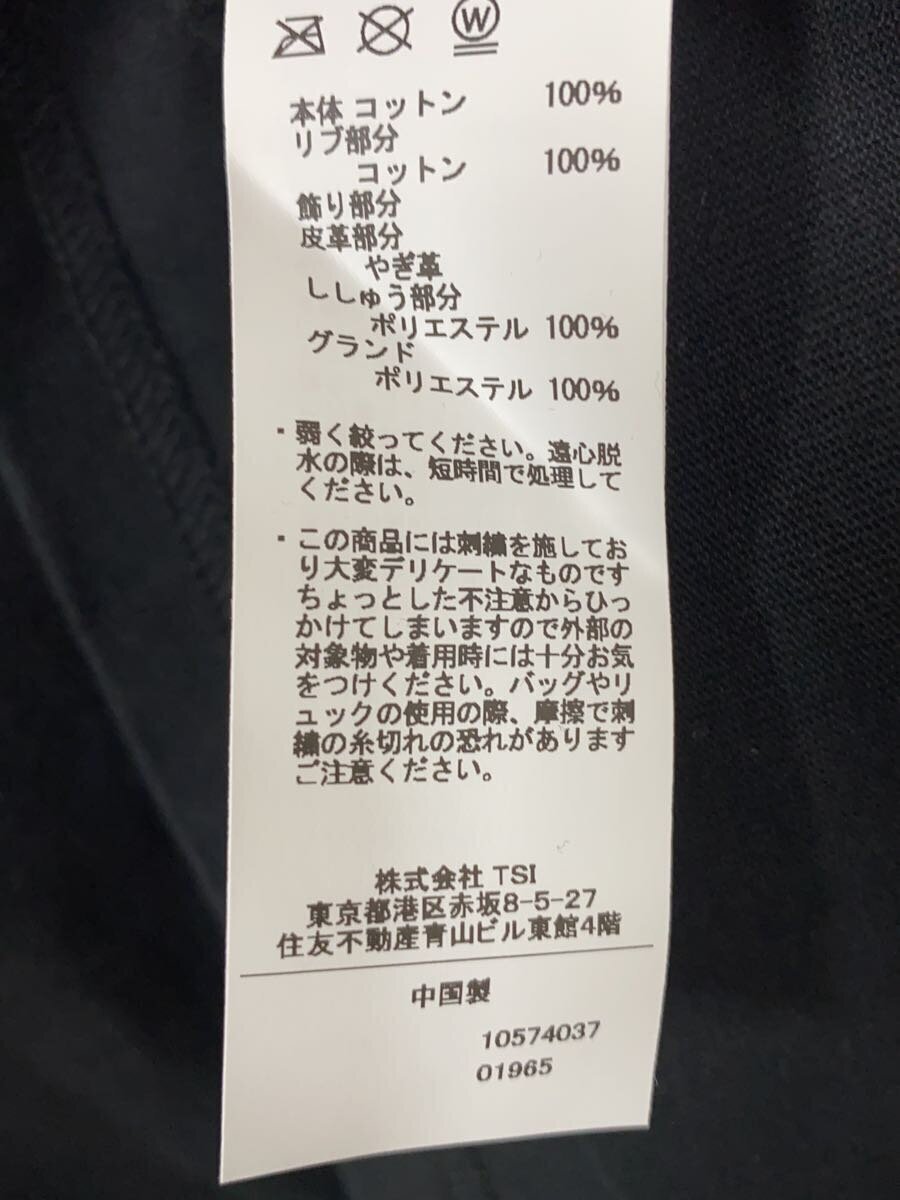 W
本体 コットン 100%
リブ部分
コットン 100%
飾り部分
皮革部分
やぎ革
ししゅう部分
ポリエステル 100%
グランド
ポリエステル 100%
・弱く絞ってください。遠心脱
水の際は、短時間で処理して
ください。
・この商品には刺繍を施してお
り大変デリケートなものです
ちょっとした不注意からひっ
かけてしまいますので外部の
対象物や着用時には十分お気
をつけください。バッグやリ
ュックの使用の際、摩擦で刺
繍の糸切れの恐れがあります
ご注意ください。
株式会社 TSI
東京都港区赤坂8-5-27
住友不動産青山ビル東館4階
中国製
10574037
01965